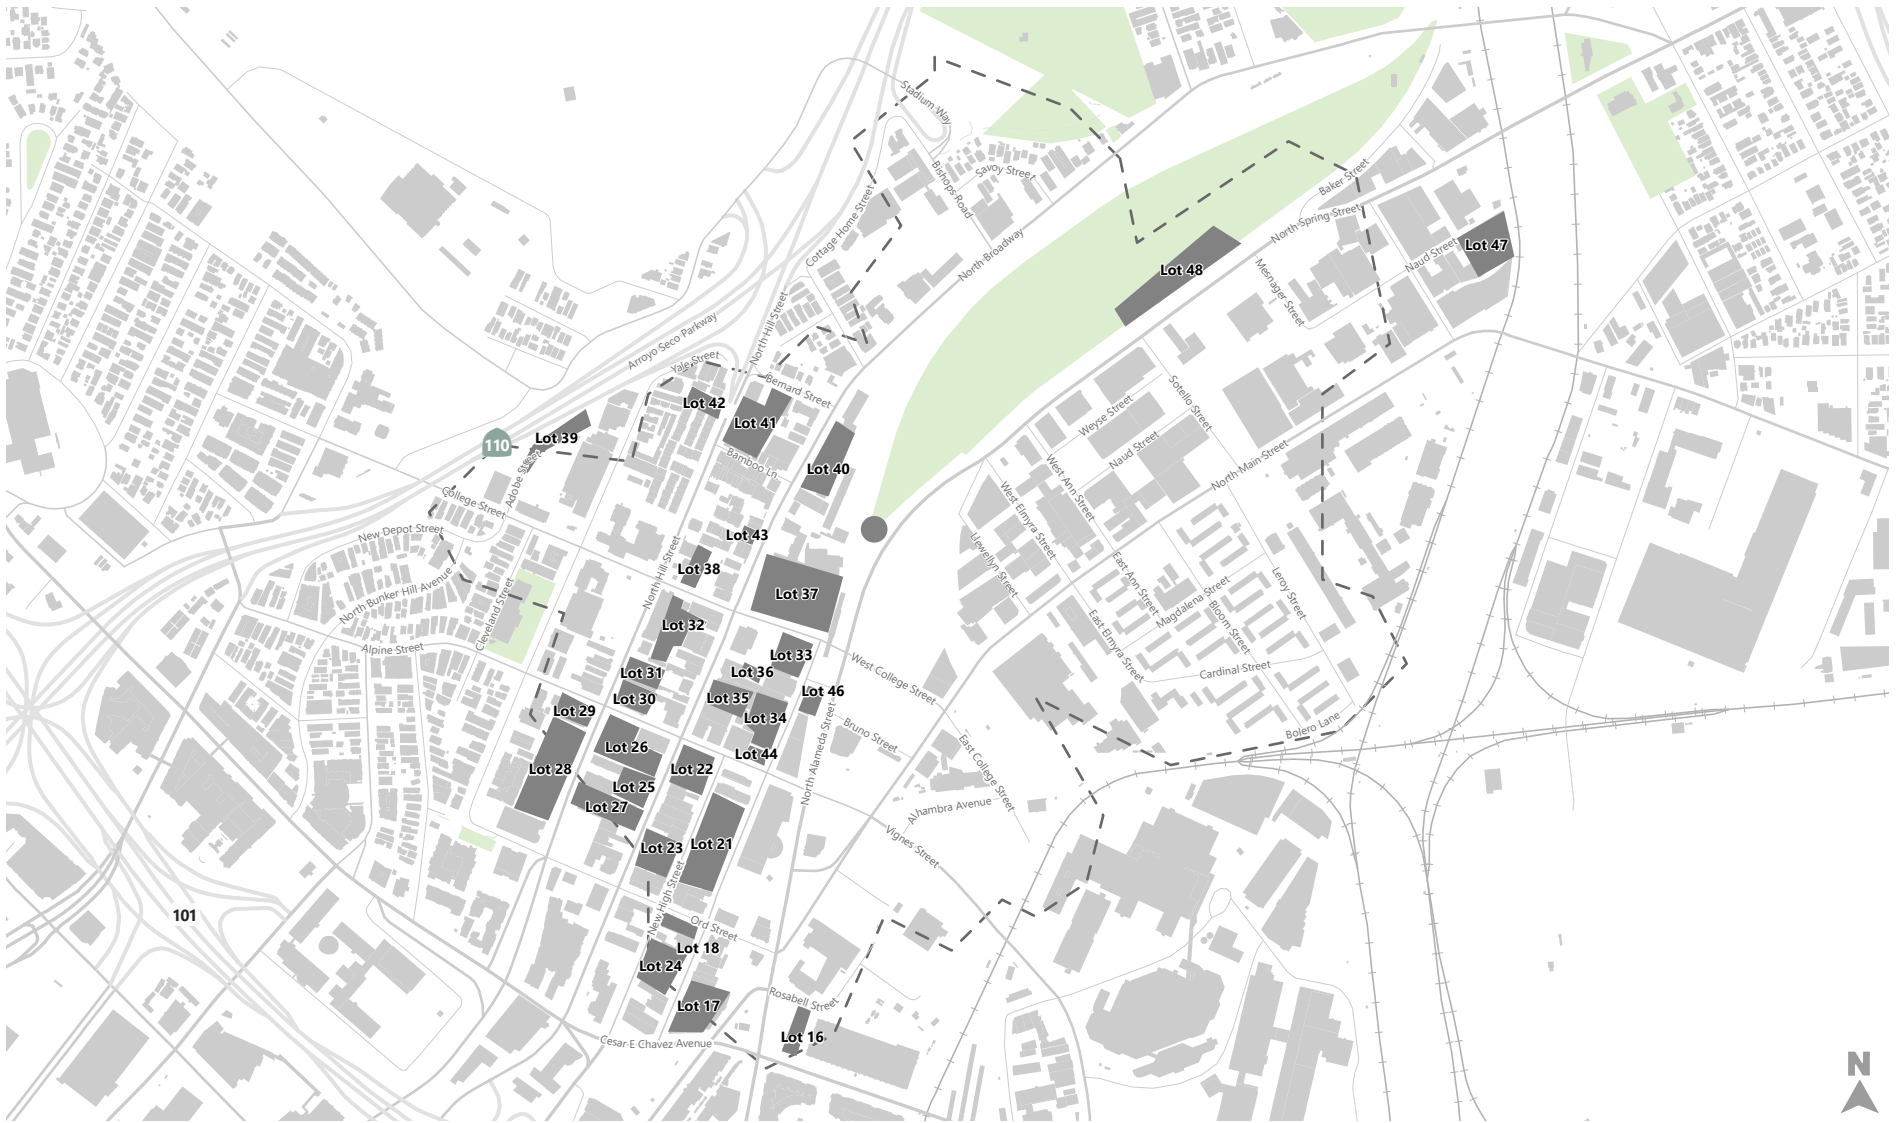 Stadium Way
Savoy Street
Bishops Road
Baker Street
Cottage Home Street
North Spring Street
North Broadway
Naud Street
Lot 47
Lot 48
Mesnager Street
North Hill Street
Arroyo Seco Parkway
Yale Street
Bernard Street
Lot 42
Sotello Street
Weyse Street
Lot 41
110
Lot 39
Naud Street
North Main Street
Bamboo Ln
Lot 40
Adobe Street
West Ann Street
College Street
West Elmyra Street
New Depot Street
Lot 43
North Hill Street
Lot 38
Llewellyn Street
East Ann Street
Leroy Street
North Bunker Hill Avenue
Lot 37
Magdalena Street
Cleveland Street
Lot 32
Bloom Street
East Elmyra Street
Alpine Street
Lot 33
West College Street
Lot 31
Lot 36
Cardinal Street
Lot 30
Lot 35
Lot 46
Lot 29
Lot 34
Bruno Street
Bolero Lane
Lot 26
Lot 44
North Alameda Street
East College Street
Lot 28
Lot 22
Lot 25
Lot 27
Alhambra Avenue
Lot 23
Lot 21
Vignes Street
New High Street
101
Ord Street
Lot 18
Lot 24
Lot 17
Rosabell Street
Lot 16
Cesar E Chavez Avenue
N